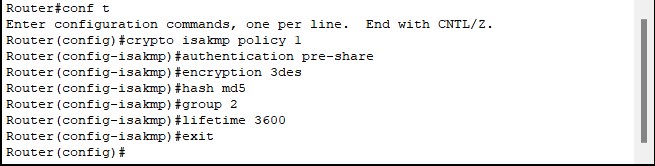 Router#conf t
Enter configuration commands, one per line.  End with CNTL/Z.
Router(config)#crypto isakmp policy 1
Router(config-isakmp)#authentication pre-share
Router(config-isakmp)#encryption 3des
Router(config-isakmp)#hash md5
Router(config-isakmp)#group 2
Router(config-isakmp)#lifetime 3600
Router(config-isakmp)#exit
Router(config)#